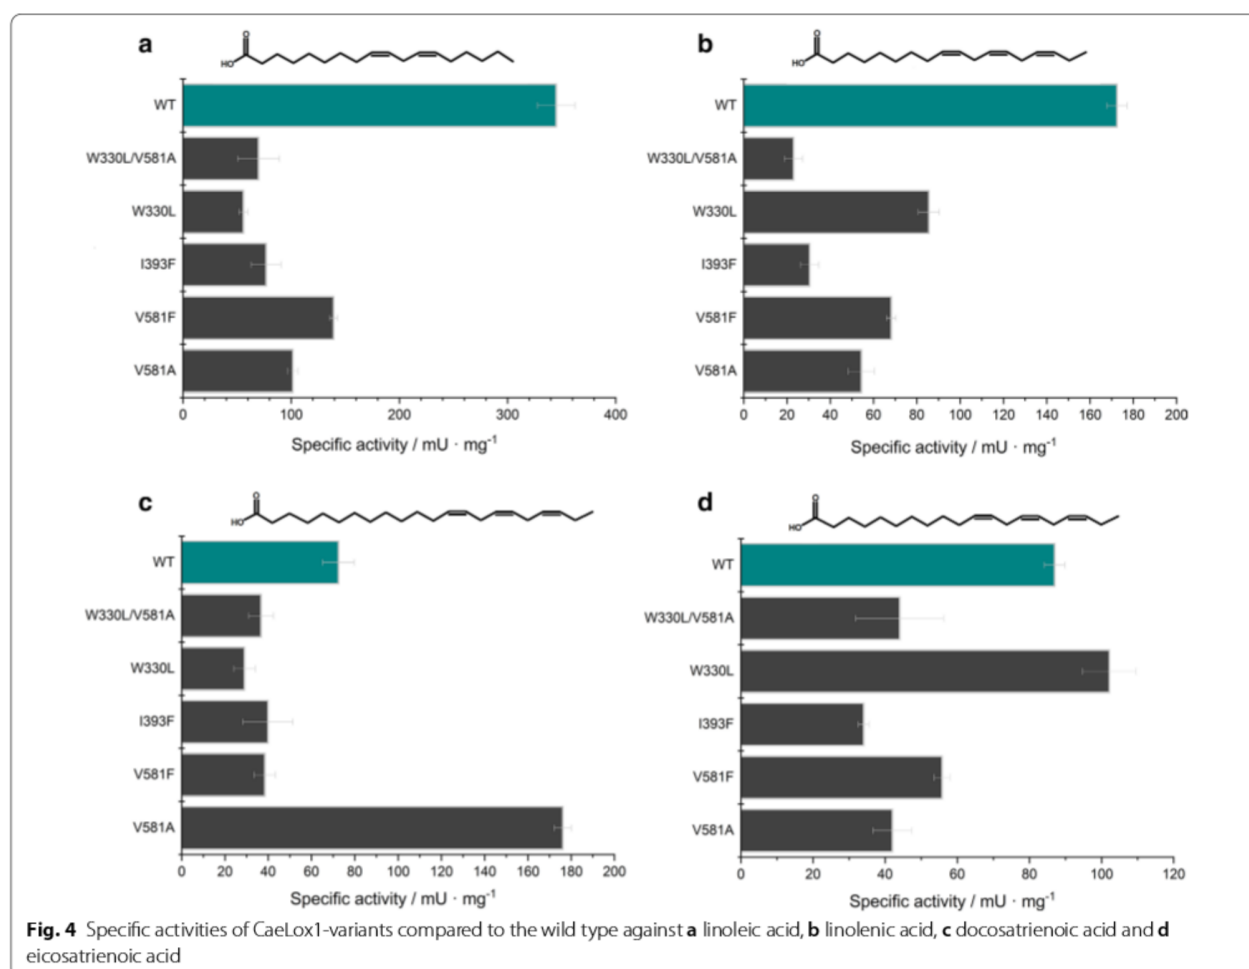 a
O
HO
WT
W330L/V581A
W330L
I393F
V581F
V581A
0 100 200 300 400
Specific activity / mU · mg⁻¹
b
O
HO
WT
W330L/V581A
W330L
I393F
V581F
V581A
0 20 40 60 80 100 120 140 160 180 200
Specific activity / mU · mg⁻¹
c
O
HO
WT
W330L/V581A
W330L
I393F
V581F
V581A
0 20 40 60 80 100 120 140 160 180 200
Specific activity / mU · mg⁻¹
d
O
HO
WT
W330L/V581A
W330L
I393F
V581F
V581A
0 20 40 60 80 100 120
Specific activity / mU · mg⁻¹
Fig. 4 Specific activities of CaeLox1-variants compared to the wild type against a linoleic acid, b linolenic acid, c docosatrienoic acid and d
eicosatrienoic acid